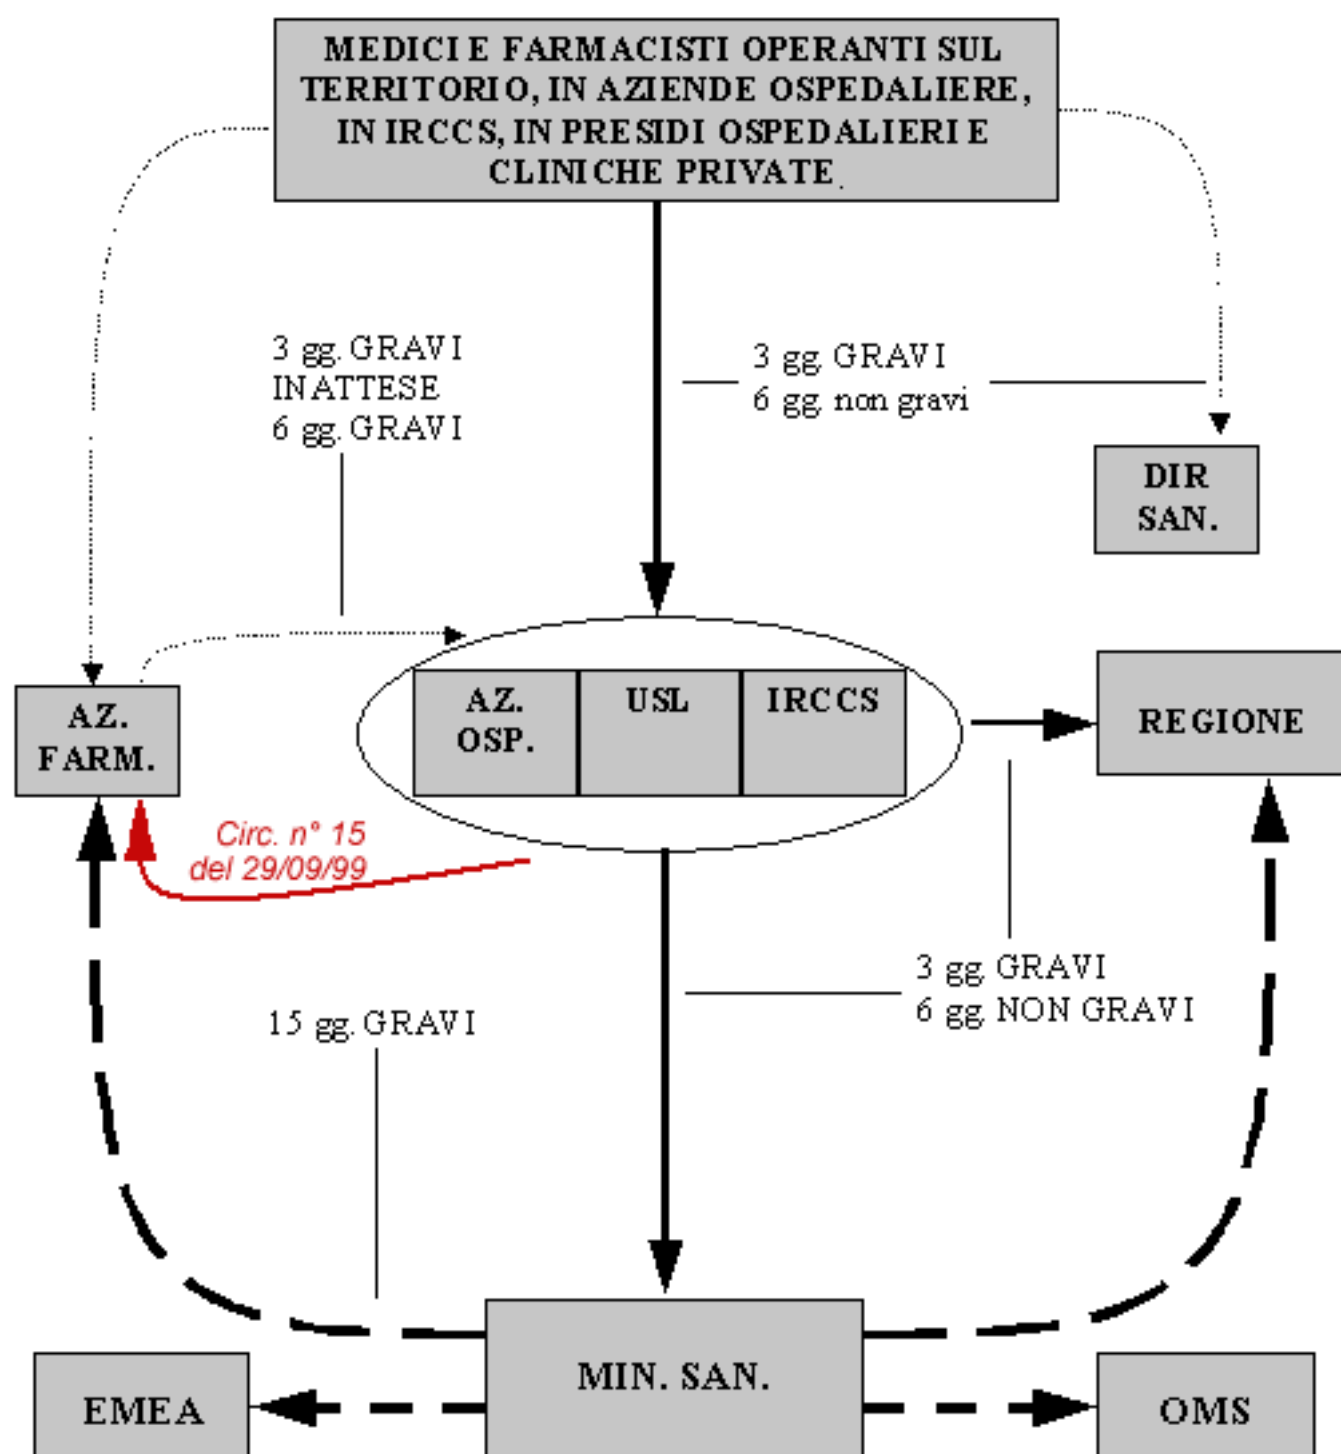 MEDICI E FARMACISTI OPERANTI SUL
TERRITORIO, IN AZIENDE OSPEDALIERE,
IN IRCCS, IN PRESIDI OSPEDALIERI E
CLINICHE PRIVATE.
3 gg. GRAVI
INATTESE
6 gg. GRAVI
3 gg. GRAVI
6 gg. non gravi
DIR
SAN.
AZ.
FARM.
AZ.
OSP.
USL
IRCCS
REGIONE
Circ. n° 15
del 29/09/99
3 gg. GRAVI
6 gg. NON GRAVI
15 gg. GRAVI
MIN. SAN.
EMEA
OMS